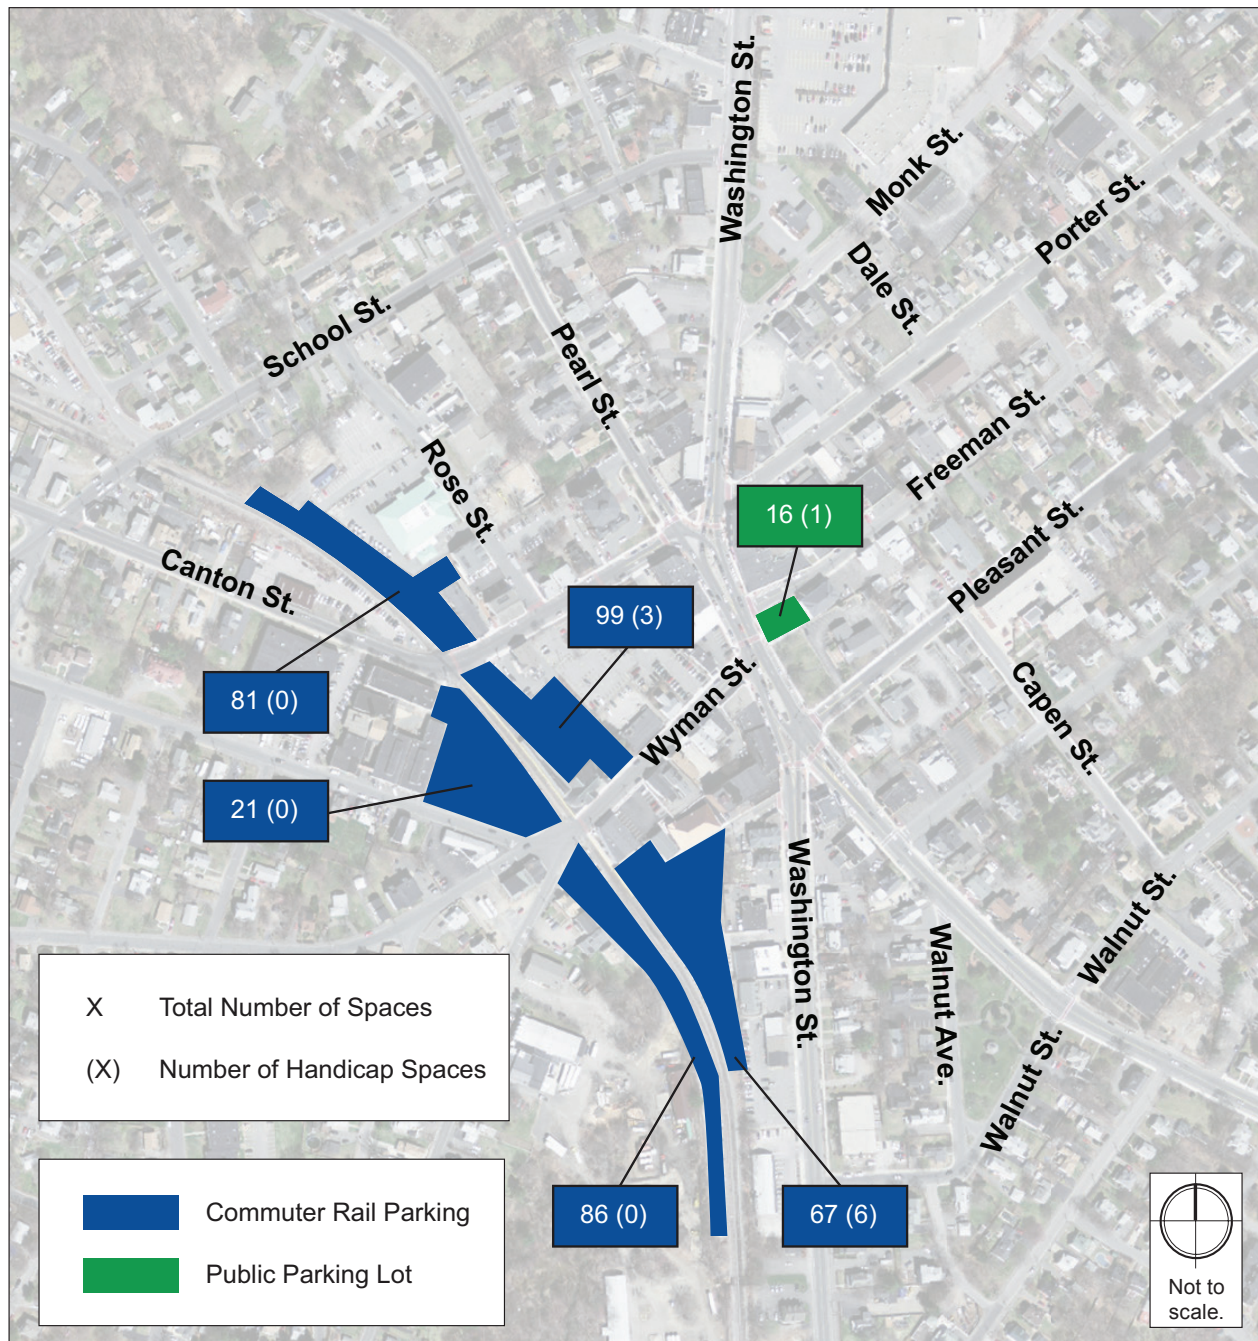 Washington St.
Monk St.
Porter St.
Dale St.
School St.
Pearl St.
Freeman St.
Rose St.
16 (1)
Pleasant St.
Canton St.
99 (3)
Wyman St.
Capen St.
81 (0)
21 (0)
Washington St.
Walnut St.
Walnut Ave.
Walnut St.
X Total Number of Spaces
(X) Number of Handicap Spaces
86 (0)
67 (6)
Commuter Rail Parking
Public Parking Lot
Not to
scale.